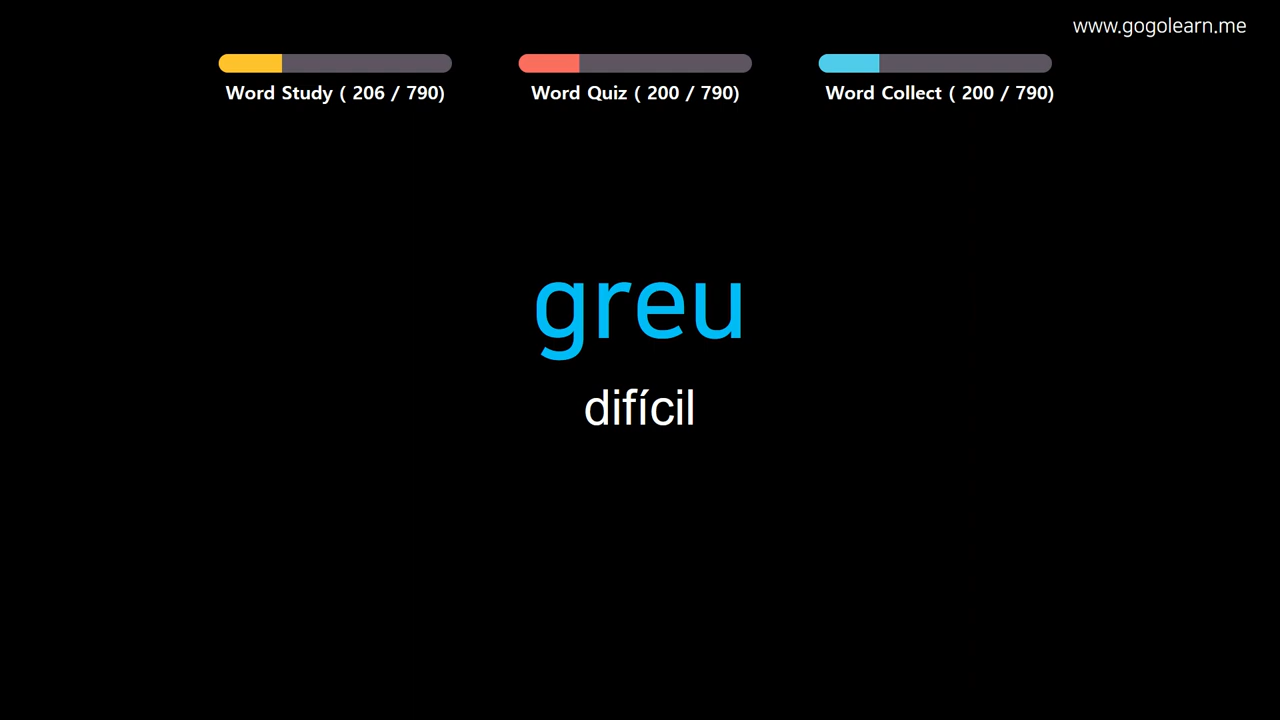 www.gogolearn.me
Word Study ( 206 / 790)
Word Quiz ( 200 / 790)
Word Collect ( 200 / 790)
greu
difícil